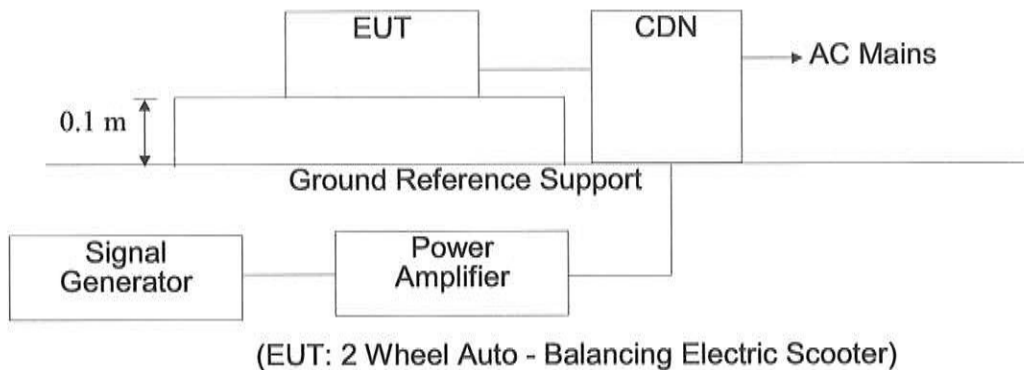 EUT
CDN
AC Mains
0.1 m
Ground Reference Support
Signal
Generator
Power
Amplifier
(EUT: 2 Wheel Auto - Balancing Electric Scooter)